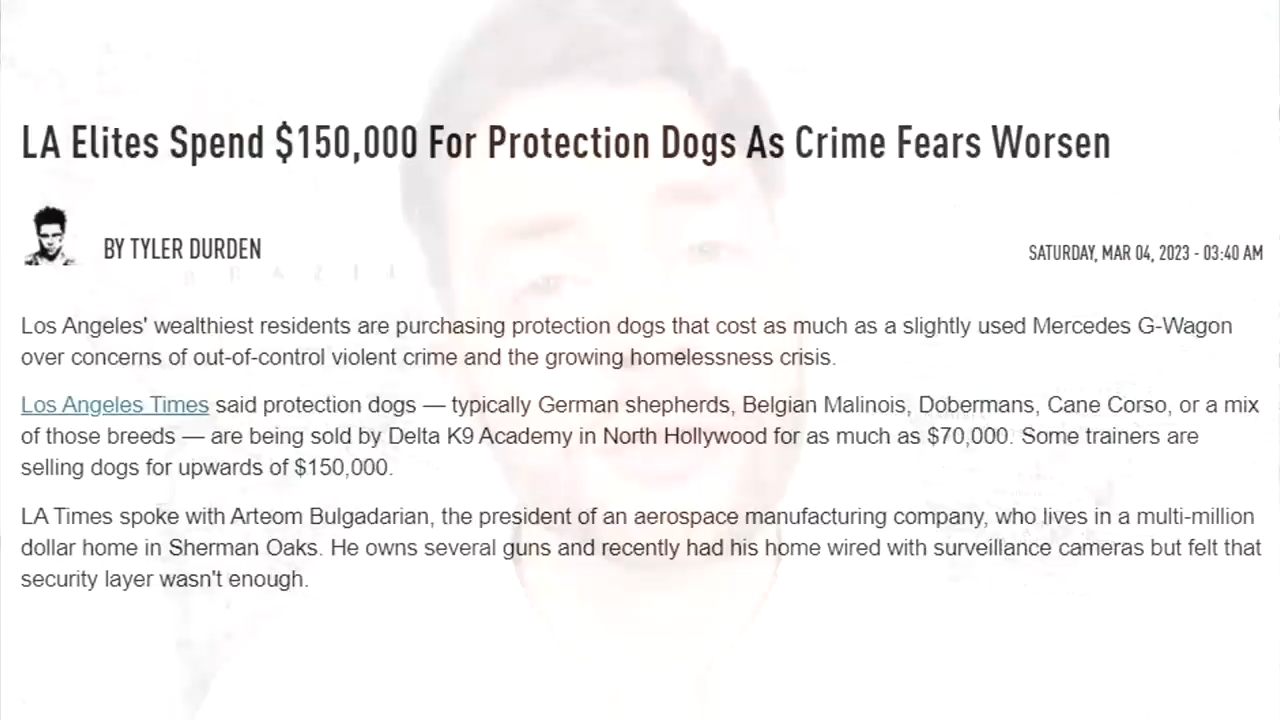 LA Elites Spend $150,000 For Protection Dogs As Crime Fears Worsen
BY TYLER DURDEN
SATURDAY, MAR 04, 2023 - 03:40 AM
BRAZIL
Los Angeles' wealthiest residents are purchasing protection dogs that cost as much as a slightly used Mercedes G-Wagon
over concerns of out-of-control violent crime and the growing homelessness crisis.
Los Angeles Times said protection dogs — typically German shepherds, Belgian Malinois, Dobermans, Cane Corso, or a mix
of those breeds — are being sold by Delta K9 Academy in North Hollywood for as much as $70,000. Some trainers are
selling dogs for upwards of $150,000.
LA Times spoke with Arteom Bulgadarian, the president of an aerospace manufacturing company, who lives in a multi-million
dollar home in Sherman Oaks. He owns several guns and recently had his home wired with surveillance cameras but felt that
security layer wasn't enough.